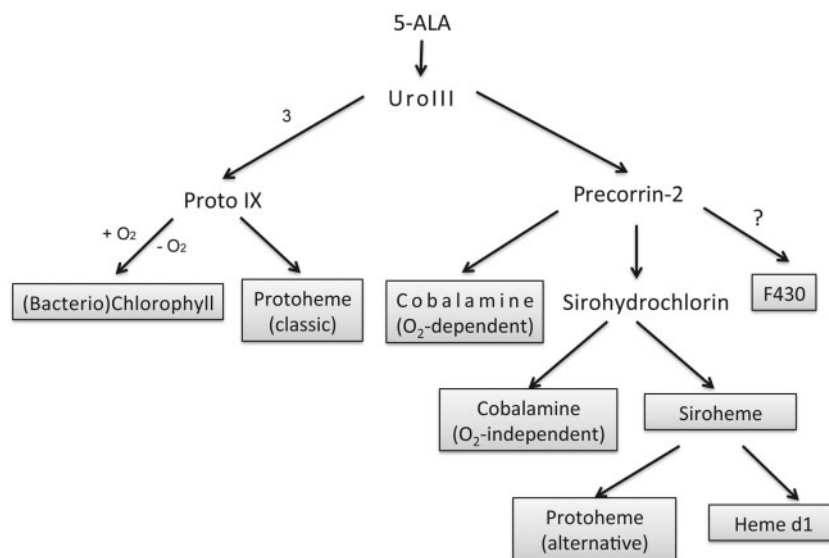 5-ALA
UroIII
3
Proto IX
Precorrin-2
+ O₂
- O₂
?
(Bacterio)Chlorophyll
Protoheme
(classic)
Cobalamine
(O₂-dependent)
Sirohydrochlorin
F430
Cobalamine
(O₂-independent)
Siroheme
Protoheme
(alternative)
Heme d1